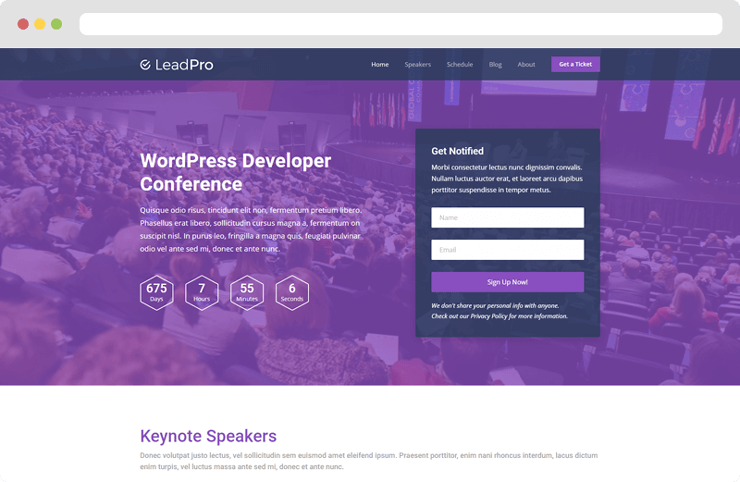 LeadPro
Home Speakers Schedule Blog About Get a Ticket
WordPress Developer
Conference
Quisque odio risus, tincidunt elit non, fermentum pretium libero.
Phasellus erat libero, sollicitudin cursus magna a, fermentum on
suscipit nisl. In purus leo, fringilla a magna quis, feugiati pulvinar
odio vel ante sed mi, donec et ante nunc.
675 7 55 6
Days Hours Minutes Seconds
Get Notified
Morbi consectetur lectus nunc dignissim convalis.
Nullam luctus auctor erat, et laoreet arcu dapibus
porttitor suspendisse in tempor metus.
Name
Email
Sign Up Now!
We don't share your personal info with anyone.
Check out our Privacy Policy for more information.
Keynote Speakers
Donec volutpat justo lectus, vel sollicitudin sem euismod amet eleifend ipsum. Praesent porttitor, enim nani rhoncus interdum, lacus dictum
enim turpis, vel luctus massa ante sed mi, donec et ante nunc.